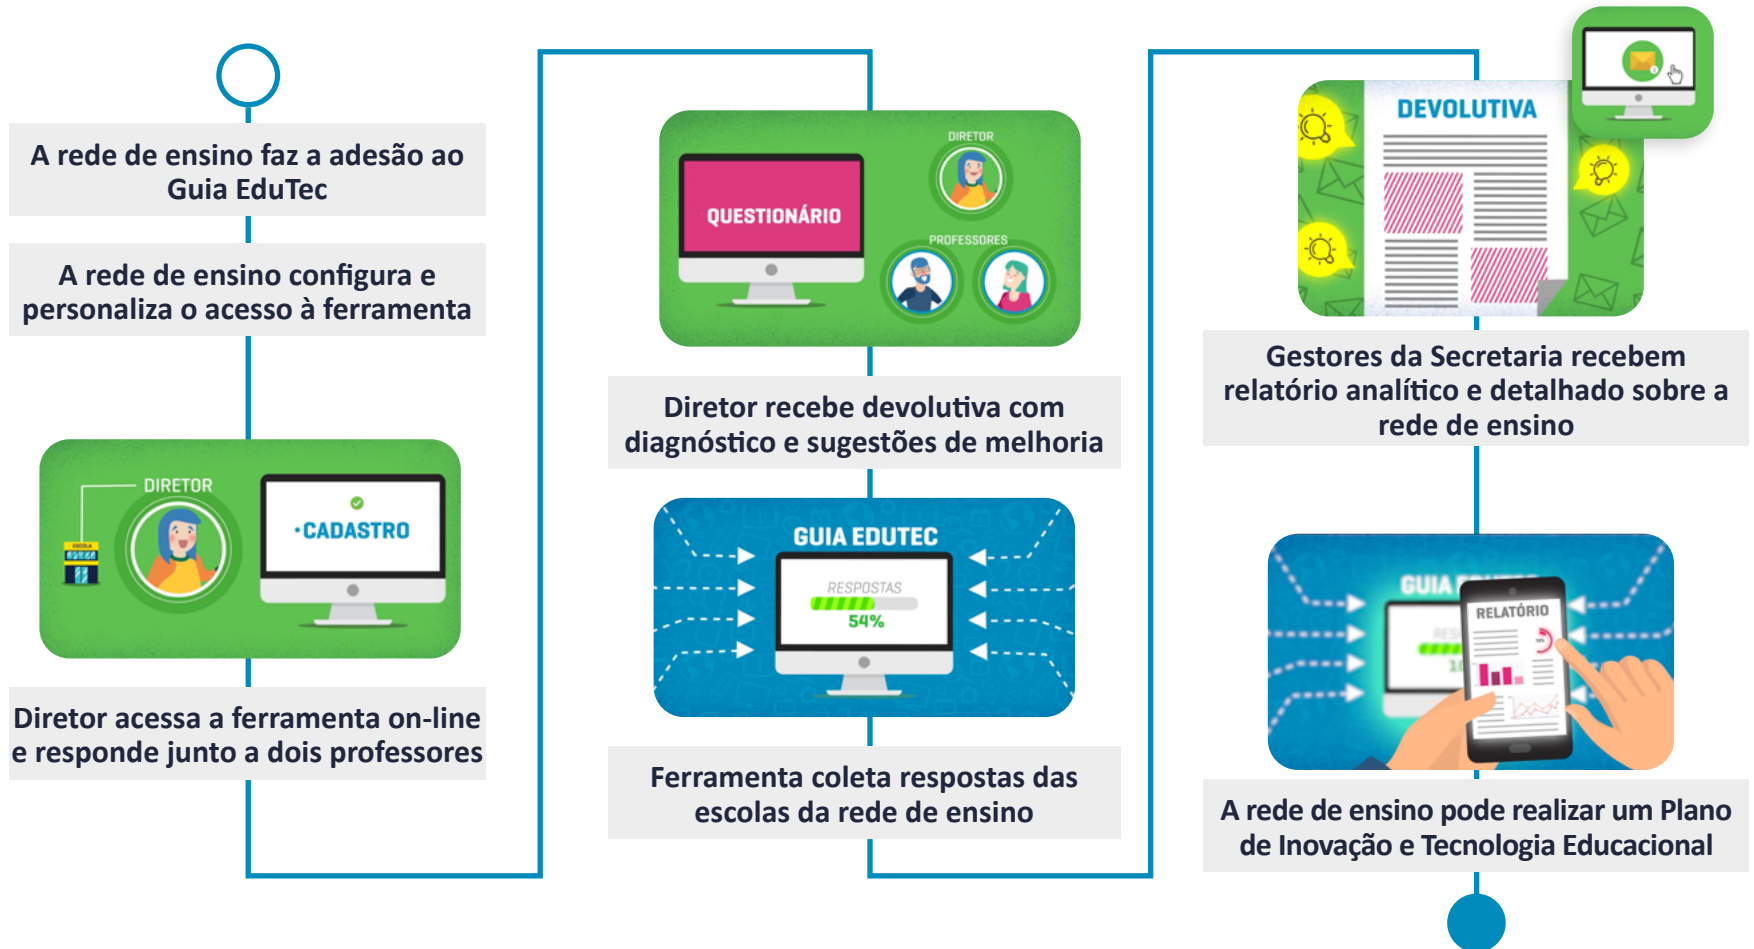 A rede de ensino faz a adesão ao
Guia EduTec
A rede de ensino configura e
personaliza o acesso à ferramenta
DIRETOR
ESCOLA
•CADASTRO
Diretor acessa a ferramenta on-line
e responde junto a dois professores
DIRETOR
QUESTIONÁRIO
PROFESSORES
Diretor recebe devolutiva com
diagnóstico e sugestões de melhoria
GUIA EDUTEC
RESPOSTAS
54%
Ferramenta coleta respostas das
escolas da rede de ensino
DEVOLUTIVA
Gestores da Secretaria recebem
relatório analítico e detalhado sobre a
rede de ensino
GUIA
RELATÓRIO
A rede de ensino pode realizar um Plano
de Inovação e Tecnologia Educacional